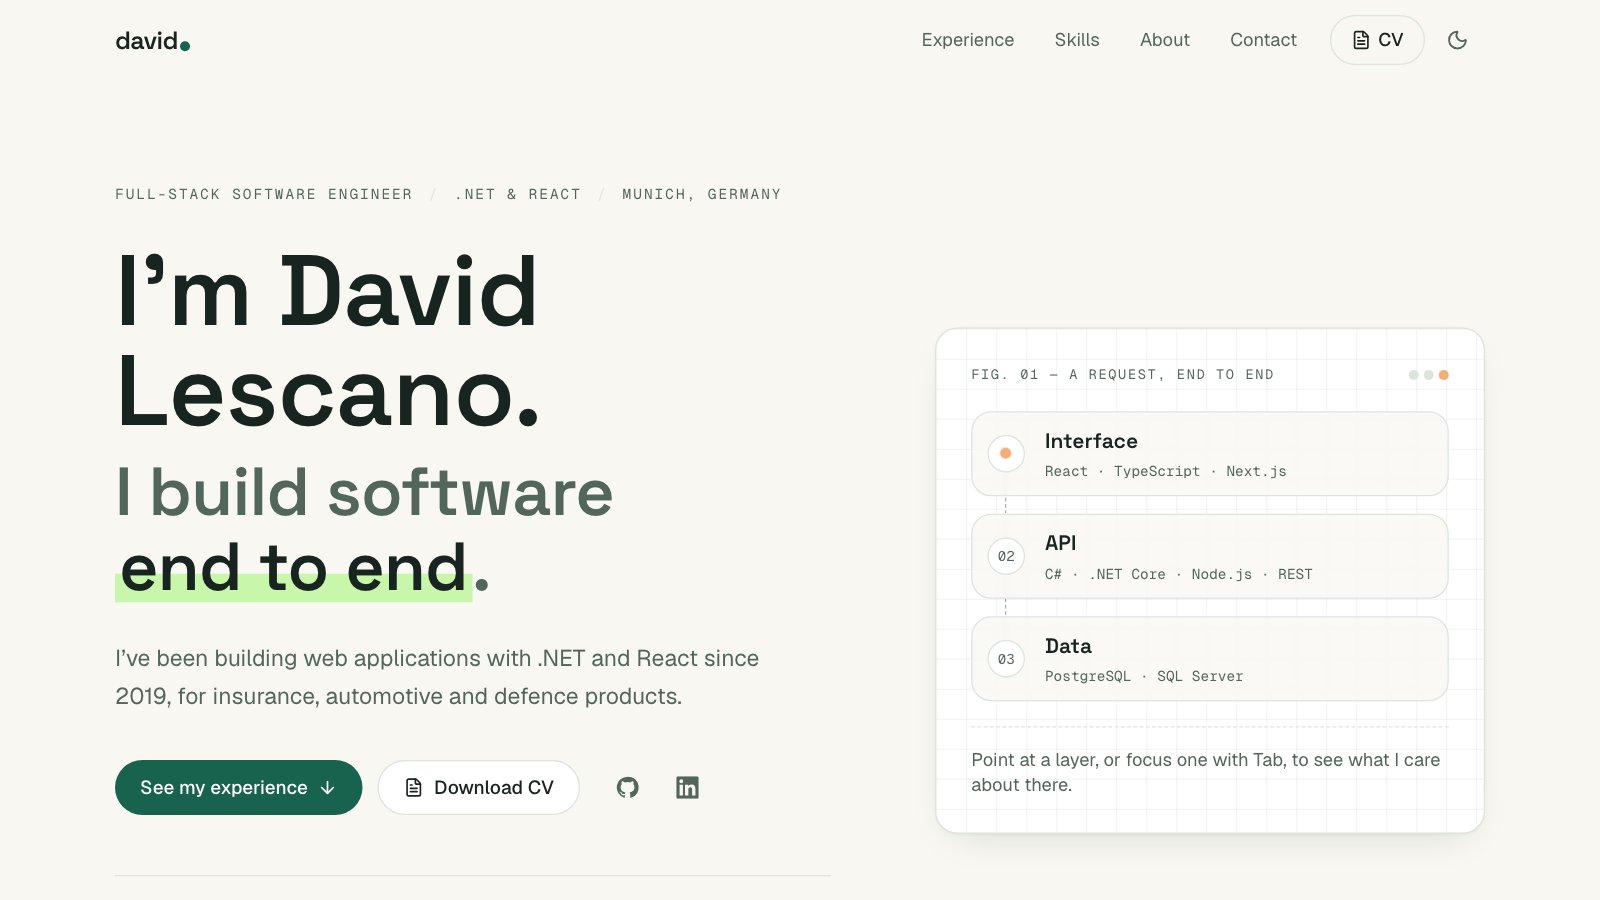 david.
Experience
Skills
About
Contact
CV
FULL-STACK SOFTWARE ENGINEER / .NET & REACT / MUNICH, GERMANY
I’m David
Lescano.
I build software
end to end.
I’ve been building web applications with .NET and React since
2019, for insurance, automotive and defence products.
See my experience ↓
Download CV
FIG. 01 — A REQUEST, END TO END
Interface
React · TypeScript · Next.js
02
API
C# · .NET Core · Node.js · REST
03
Data
PostgreSQL · SQL Server
Point at a layer, or focus one with Tab, to see what I care
about there.